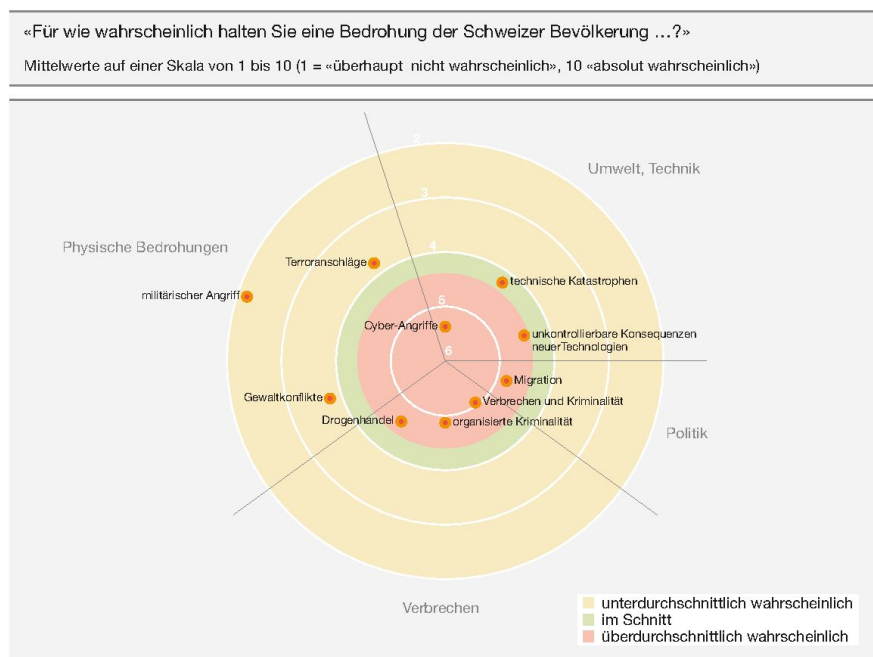 «Für wie wahrscheinlich halten Sie eine Bedrohung der Schweizer Bevölkerung …?»
Mittelwerte auf einer Skala von 1 bis 10 (1 = «überhaupt nicht wahrscheinlich», 10 «absolut wahrscheinlich»)
2
Umwelt, Technik
3
Physische Bedrohungen
4
Terroranschläge
technische Katastrophen
militärischer Angriff
5
Cyber-Angriffe
unkontrollierbare Konsequenzen
neuerTechnologien
6
Migration
Gewaltkonflikte
Verbrechen und Kriminalität
Drogenhandel
organisierte Kriminalität
Politik
Verbrechen
unterdurchschnittlich wahrscheinlich
im Schnitt
überdurchschnittlich wahrscheinlich